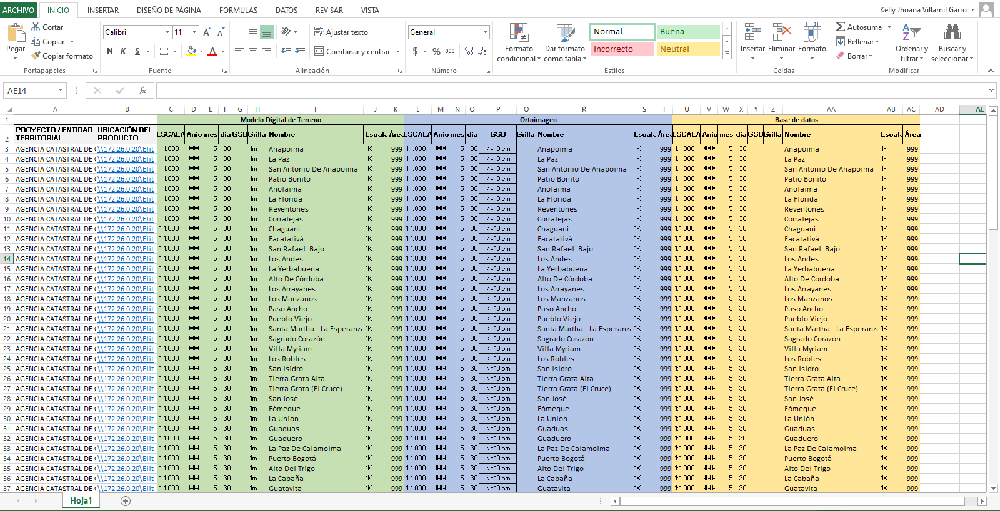 ARCHIVO INICIO INSERTAR DISEÑO DE PÁGINA FÓRMULAS DATOS REVISAR VISTA Kelly Jhoana Villamil Garro
Pegar Cortar Copiar Copiar formato Portapapeles
Calibri 11 N K S Fuente
Ajustar texto Combinar y centrar Alineación
General $ % 000 Número
Formato condicional Dar formato como tabla Normal Buena Incorrecto Neutral Estilos
Insertar Eliminar Formato Celdas
Autosuma Rellenar Borrar Ordenar y filtrar Buscar y seleccionar Modificar
AE14 fx
A B C D E F G H I J K L M N O P Q R S T U V W X Y Z AA AB AC AD AE
1 Modelo Digital de Terreno Ortoimagen Base de datos
2 PROYECTO / ENTIDAD TERRITORIAL UBICACIÓN DEL PRODUCTO ESCALA Anio mes dia GSD Grilla Nombre Escala Área ESCALA Anio mes dia GSD Grilla Nombre Escala Área ESCALA Anio mes dia GSD Grilla Nombre Escala Área
3 AGENCIA CATASTRAL DE C \\172.26.0.20\Elit 1:1.000 ### 5 30 1m Anapoima 1K 999 1:1.000 ### 5 30 <=10 cm Anapoima 1K 999 1:1.000 ### 5 30 Anapoima 1K 999
4 AGENCIA CATASTRAL DE C \\172.26.0.20\Elit 1:1.000 ### 5 30 1m La Paz 1K 999 1:1.000 ### 5 30 <=10 cm La Paz 1K 999 1:1.000 ### 5 30 La Paz 1K 999
5 AGENCIA CATASTRAL DE C \\172.26.0.20\Elit 1:1.000 ### 5 30 1m San Antonio De Anapoima 1K 999 1:1.000 ### 5 30 <=10 cm San Antonio De Anapoima 1K 999 1:1.000 ### 5 30 San Antonio De Anapoima 1K 999
6 AGENCIA CATASTRAL DE C \\172.26.0.20\Elit 1:1.000 ### 5 30 1m Patio Bonito 1K 999 1:1.000 ### 5 30 <=10 cm Patio Bonito 1K 999 1:1.000 ### 5 30 Patio Bonito 1K 999
7 AGENCIA CATASTRAL DE C \\172.26.0.20\Elit 1:1.000 ### 5 30 1m Anolaima 1K 999 1:1.000 ### 5 30 <=10 cm Anolaima 1K 999 1:1.000 ### 5 30 Anolaima 1K 999
8 AGENCIA CATASTRAL DE C \\172.26.0.20\Elit 1:1.000 ### 5 30 1m La Florida 1K 999 1:1.000 ### 5 30 <=10 cm La Florida 1K 999 1:1.000 ### 5 30 La Florida 1K 999
9 AGENCIA CATASTRAL DE C \\172.26.0.20\Elit 1:1.000 ### 5 30 1m Reventones 1K 999 1:1.000 ### 5 30 <=10 cm Reventones 1K 999 1:1.000 ### 5 30 Reventones 1K 999
10 AGENCIA CATASTRAL DE C \\172.26.0.20\Elit 1:1.000 ### 5 30 1m Corralejas 1K 999 1:1.000 ### 5 30 <=10 cm Corralejas 1K 999 1:1.000 ### 5 30 Corralejas 1K 999
11 AGENCIA CATASTRAL DE C \\172.26.0.20\Elit 1:1.000 ### 5 30 1m Chaguaní 1K 999 1:1.000 ### 5 30 <=10 cm Chaguaní 1K 999 1:1.000 ### 5 30 Chaguaní 1K 999
12 AGENCIA CATASTRAL DE C \\172.26.0.20\Elit 1:1.000 ### 5 30 1m Facatativá 1K 999 1:1.000 ### 5 30 <=10 cm Facatativá 1K 999 1:1.000 ### 5 30 Facatativá 1K 999
13 AGENCIA CATASTRAL DE C \\172.26.0.20\Elit 1:1.000 ### 5 30 1m San Rafael  Bajo 1K 999 1:1.000 ### 5 30 <=10 cm San Rafael  Bajo 1K 999 1:1.000 ### 5 30 San Rafael  Bajo 1K 999
14 AGENCIA CATASTRAL DE C \\172.26.0.20\Elit 1:1.000 ### 5 30 1m Los Andes 1K 999 1:1.000 ### 5 30 <=10 cm Los Andes 1K 999 1:1.000 ### 5 30 Los Andes 1K 999
15 AGENCIA CATASTRAL DE C \\172.26.0.20\Elit 1:1.000 ### 5 30 1m La Yerbabuena 1K 999 1:1.000 ### 5 30 <=10 cm La Yerbabuena 1K 999 1:1.000 ### 5 30 La Yerbabuena 1K 999
16 AGENCIA CATASTRAL DE C \\172.26.0.20\Elit 1:1.000 ### 5 30 1m Alto De Córdoba 1K 999 1:1.000 ### 5 30 <=10 cm Alto De Córdoba 1K 999 1:1.000 ### 5 30 Alto De Córdoba 1K 999
17 AGENCIA CATASTRAL DE C \\172.26.0.20\Elit 1:1.000 ### 5 30 1m Los Arrayanes 1K 999 1:1.000 ### 5 30 <=10 cm Los Arrayanes 1K 999 1:1.000 ### 5 30 Los Arrayanes 1K 999
18 AGENCIA CATASTRAL DE C \\172.26.0.20\Elit 1:1.000 ### 5 30 1m Los Manzanos 1K 999 1:1.000 ### 5 30 <=10 cm Los Manzanos 1K 999 1:1.000 ### 5 30 Los Manzanos 1K 999
19 AGENCIA CATASTRAL DE C \\172.26.0.20\Elit 1:1.000 ### 5 30 1m Paso Ancho 1K 999 1:1.000 ### 5 30 <=10 cm Paso Ancho 1K 999 1:1.000 ### 5 30 Paso Ancho 1K 999
20 AGENCIA CATASTRAL DE C \\172.26.0.20\Elit 1:1.000 ### 5 30 1m Pueblo Viejo 1K 999 1:1.000 ### 5 30 <=10 cm Pueblo Viejo 1K 999 1:1.000 ### 5 30 Pueblo Viejo 1K 999
21 AGENCIA CATASTRAL DE C \\172.26.0.20\Elit 1:1.000 ### 5 30 1m Santa Martha - La Esperanza 1K 999 1:1.000 ### 5 30 <=10 cm Santa Martha - La Esperanza 1K 999 1:1.000 ### 5 30 Santa Martha - La Esperanza 1K 999
22 AGENCIA CATASTRAL DE C \\172.26.0.20\Elit 1:1.000 ### 5 30 1m Sagrado Corazón 1K 999 1:1.000 ### 5 30 <=10 cm Sagrado Corazón 1K 999 1:1.000 ### 5 30 Sagrado Corazón 1K 999
23 AGENCIA CATASTRAL DE C \\172.26.0.20\Elit 1:1.000 ### 5 30 1m Villa Myriam 1K 999 1:1.000 ### 5 30 <=10 cm Villa Myriam 1K 999 1:1.000 ### 5 30 Villa Myriam 1K 999
24 AGENCIA CATASTRAL DE C \\172.26.0.20\Elit 1:1.000 ### 5 30 1m Los Robles 1K 999 1:1.000 ### 5 30 <=10 cm Los Robles 1K 999 1:1.000 ### 5 30 Los Robles 1K 999
25 AGENCIA CATASTRAL DE C \\172.26.0.20\Elit 1:1.000 ### 5 30 1m San Isidro 1K 999 1:1.000 ### 5 30 <=10 cm San Isidro 1K 999 1:1.000 ### 5 30 San Isidro 1K 999
26 AGENCIA CATASTRAL DE C \\172.26.0.20\Elit 1:1.000 ### 5 30 1m Tierra Grata Alta 1K 999 1:1.000 ### 5 30 <=10 cm Tierra Grata Alta 1K 999 1:1.000 ### 5 30 Tierra Grata Alta 1K 999
27 AGENCIA CATASTRAL DE C \\172.26.0.20\Elit 1:1.000 ### 5 30 1m Tierra Grata (El Cruce) 1K 999 1:1.000 ### 5 30 <=10 cm Tierra Grata (El Cruce) 1K 999 1:1.000 ### 5 30 Tierra Grata (El Cruce) 1K 999
28 AGENCIA CATASTRAL DE C \\172.26.0.20\Elit 1:1.000 ### 5 30 1m San José 1K 999 1:1.000 ### 5 30 <=10 cm San José 1K 999 1:1.000 ### 5 30 San José 1K 999
29 AGENCIA CATASTRAL DE C \\172.26.0.20\Elit 1:1.000 ### 5 30 1m Fómeque 1K 999 1:1.000 ### 5 30 <=10 cm Fómeque 1K 999 1:1.000 ### 5 30 Fómeque 1K 999
30 AGENCIA CATASTRAL DE C \\172.26.0.20\Elit 1:1.000 ### 5 30 1m La Unión 1K 999 1:1.000 ### 5 30 <=10 cm La Unión 1K 999 1:1.000 ### 5 30 La Unión 1K 999
31 AGENCIA CATASTRAL DE C \\172.26.0.20\Elit 1:1.000 ### 5 30 1m Guaduas 1K 999 1:1.000 ### 5 30 <=10 cm Guaduas 1K 999 1:1.000 ### 5 30 Guaduas 1K 999
32 AGENCIA CATASTRAL DE C \\172.26.0.20\Elit 1:1.000 ### 5 30 1m Guaduero 1K 999 1:1.000 ### 5 30 <=10 cm Guaduero 1K 999 1:1.000 ### 5 30 Guaduero 1K 999
33 AGENCIA CATASTRAL DE C \\172.26.0.20\Elit 1:1.000 ### 5 30 1m La Paz De Calamoima 1K 999 1:1.000 ### 5 30 <=10 cm La Paz De Calamoima 1K 999 1:1.000 ### 5 30 La Paz De Calamoima 1K 999
34 AGENCIA CATASTRAL DE C \\172.26.0.20\Elit 1:1.000 ### 5 30 1m Puerto Bogotá 1K 999 1:1.000 ### 5 30 <=10 cm Puerto Bogotá 1K 999 1:1.000 ### 5 30 Puerto Bogotá 1K 999
35 AGENCIA CATASTRAL DE C \\172.26.0.20\Elit 1:1.000 ### 5 30 1m Alto Del Trigo 1K 999 1:1.000 ### 5 30 <=10 cm Alto Del Trigo 1K 999 1:1.000 ### 5 30 Alto Del Trigo 1K 999
36 AGENCIA CATASTRAL DE C \\172.26.0.20\Elit 1:1.000 ### 5 30 1m La Cabaña 1K 999 1:1.000 ### 5 30 <=10 cm La Cabaña 1K 999 1:1.000 ### 5 30 La Cabaña 1K 999
37 AGENCIA CATASTRAL DE C \\172.26.0.20\Elit 1:1.000 ### 5 30 1m Guatavita 1K 999 1:1.000 ### 5 30 <=10 cm Guatavita 1K 999 1:1.000 ### 5 30 Guatavita 1K 999
Hoja1